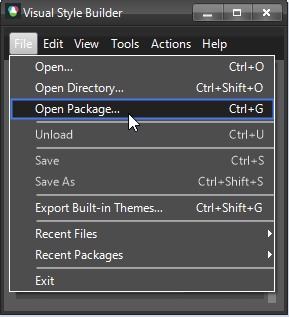 Visual Style Builder
File Edit View Tools Actions Help
Open... Ctrl+O
Open Directory... Ctrl+Shift+O
Open Package... Ctrl+G
Unload Ctrl+U
Save Ctrl+S
Save As Ctrl+Shift+S
Export Built-in Themes... Ctrl+Shift+G
Recent Files
Recent Packages
Exit